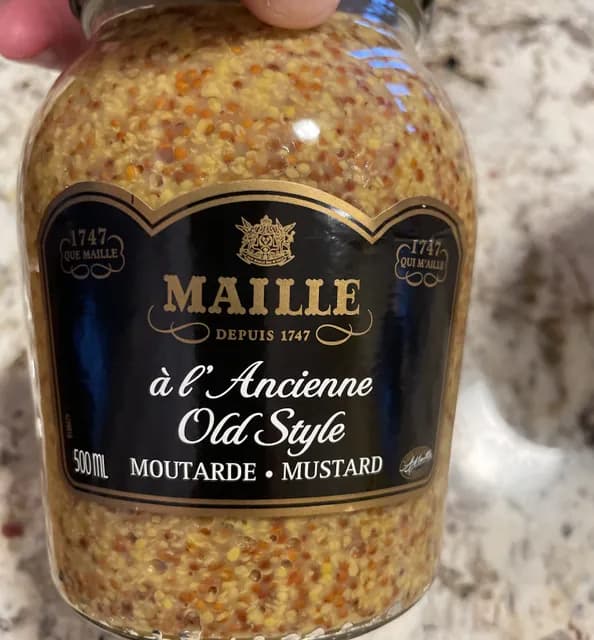 1747
QUE MAILLE
1747
QUI M'AILLE
MAILLE
DEPUIS 1747
à l'Ancienne
Old Style
500 mL
MOUTARDE • MUSTARD